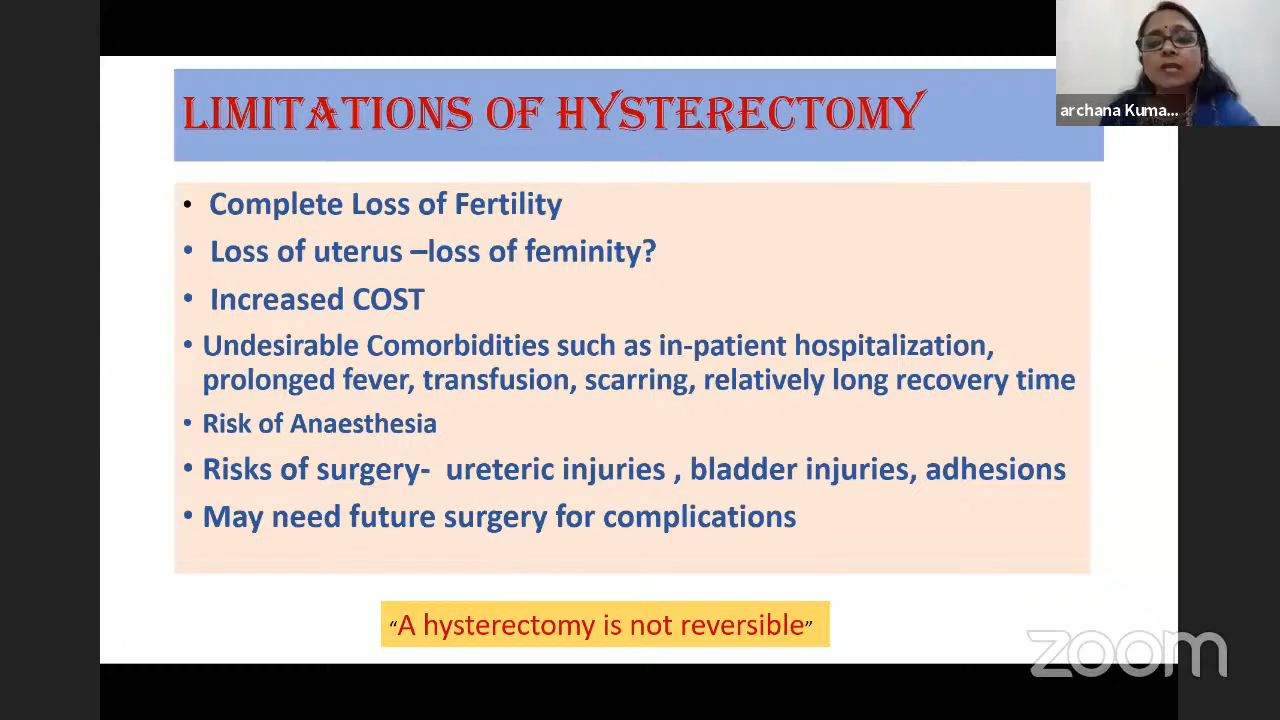 LIMITATIONS OF HYSTERECTOMY
archana Kuma...
• Complete Loss of Fertility
• Loss of uterus –loss of feminity?
• Increased COST
• Undesirable Comorbidities such as in-patient hospitalization,
prolonged fever, transfusion, scarring, relatively long recovery time
• Risk of Anaesthesia
• Risks of surgery- ureteric injuries , bladder injuries, adhesions
• May need future surgery for complications
“A hysterectomy is not reversible”
zoom